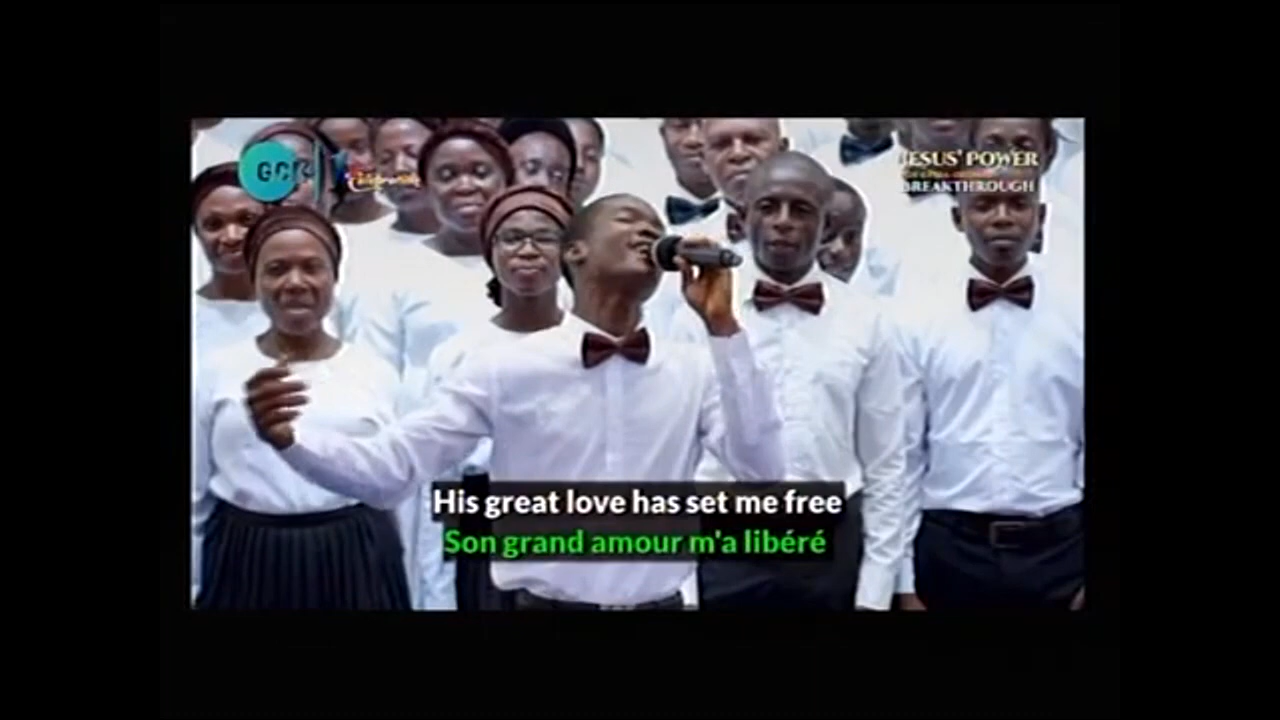 GCK
JESUS' POWER
BREAKTHROUGH
His great love has set me free
Son grand amour m'a libéré